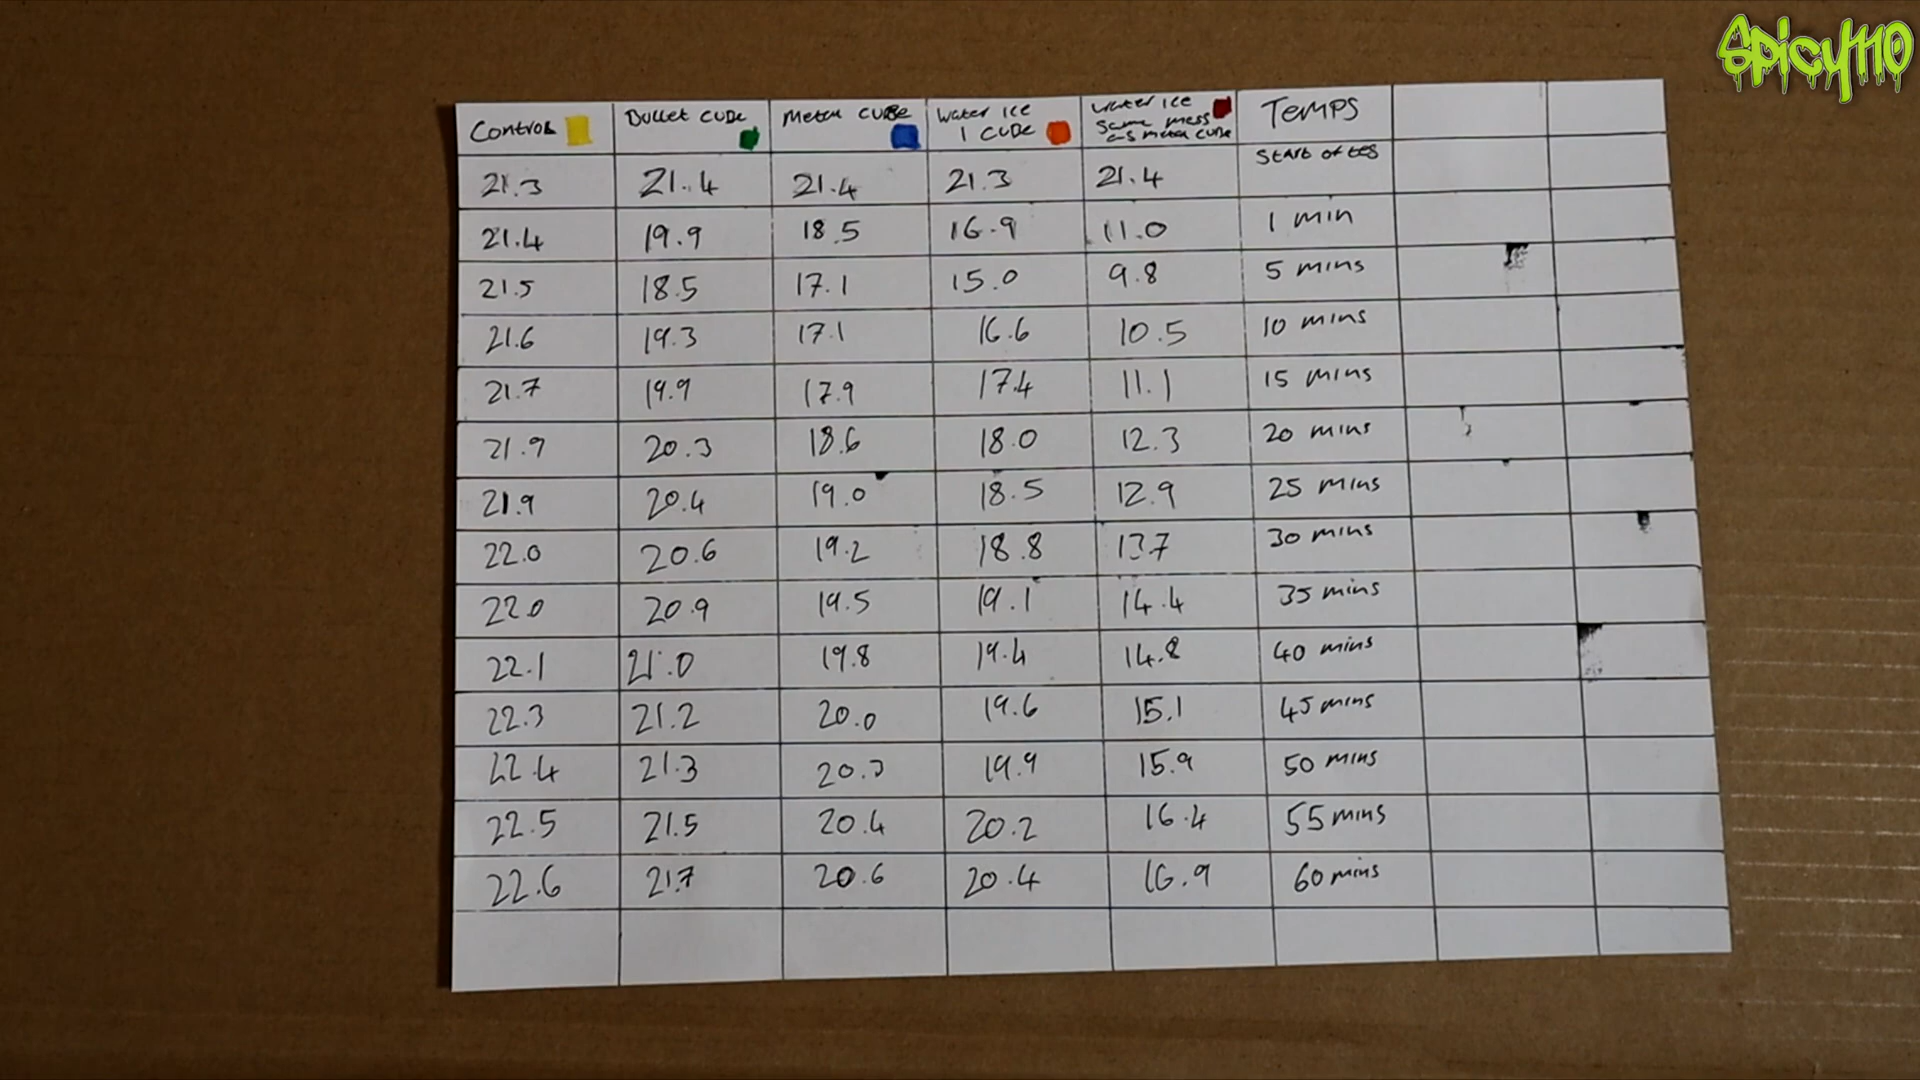 Spicy110
Control
Bullet cube
Metal cube
Water ice
1 cube
Water ice
same mass
as metal cube
Temps
21.3 21.4 21.4 21.3 21.4 Start of tes
21.4 19.9 18.5 16.9 11.0 1 min
21.5 18.5 17.1 15.0 9.8 5 mins
21.6 19.3 17.1 16.6 10.5 10 mins
21.7 19.9 17.9 17.4 11.1 15 mins
21.9 20.3 18.6 18.0 12.3 20 mins
21.9 20.4 19.0 18.5 12.9 25 mins
22.0 20.6 19.2 18.8 13.7 30 mins
22.0 20.9 19.5 19.1 14.4 35 mins
22.1 21.0 19.8 19.4 14.8 40 mins
22.3 21.2 20.0 19.6 15.1 45 mins
22.4 21.3 20.3 19.9 15.9 50 mins
22.5 21.5 20.4 20.2 16.4 55 mins
22.6 21.7 20.6 20.4 16.9 60 mins